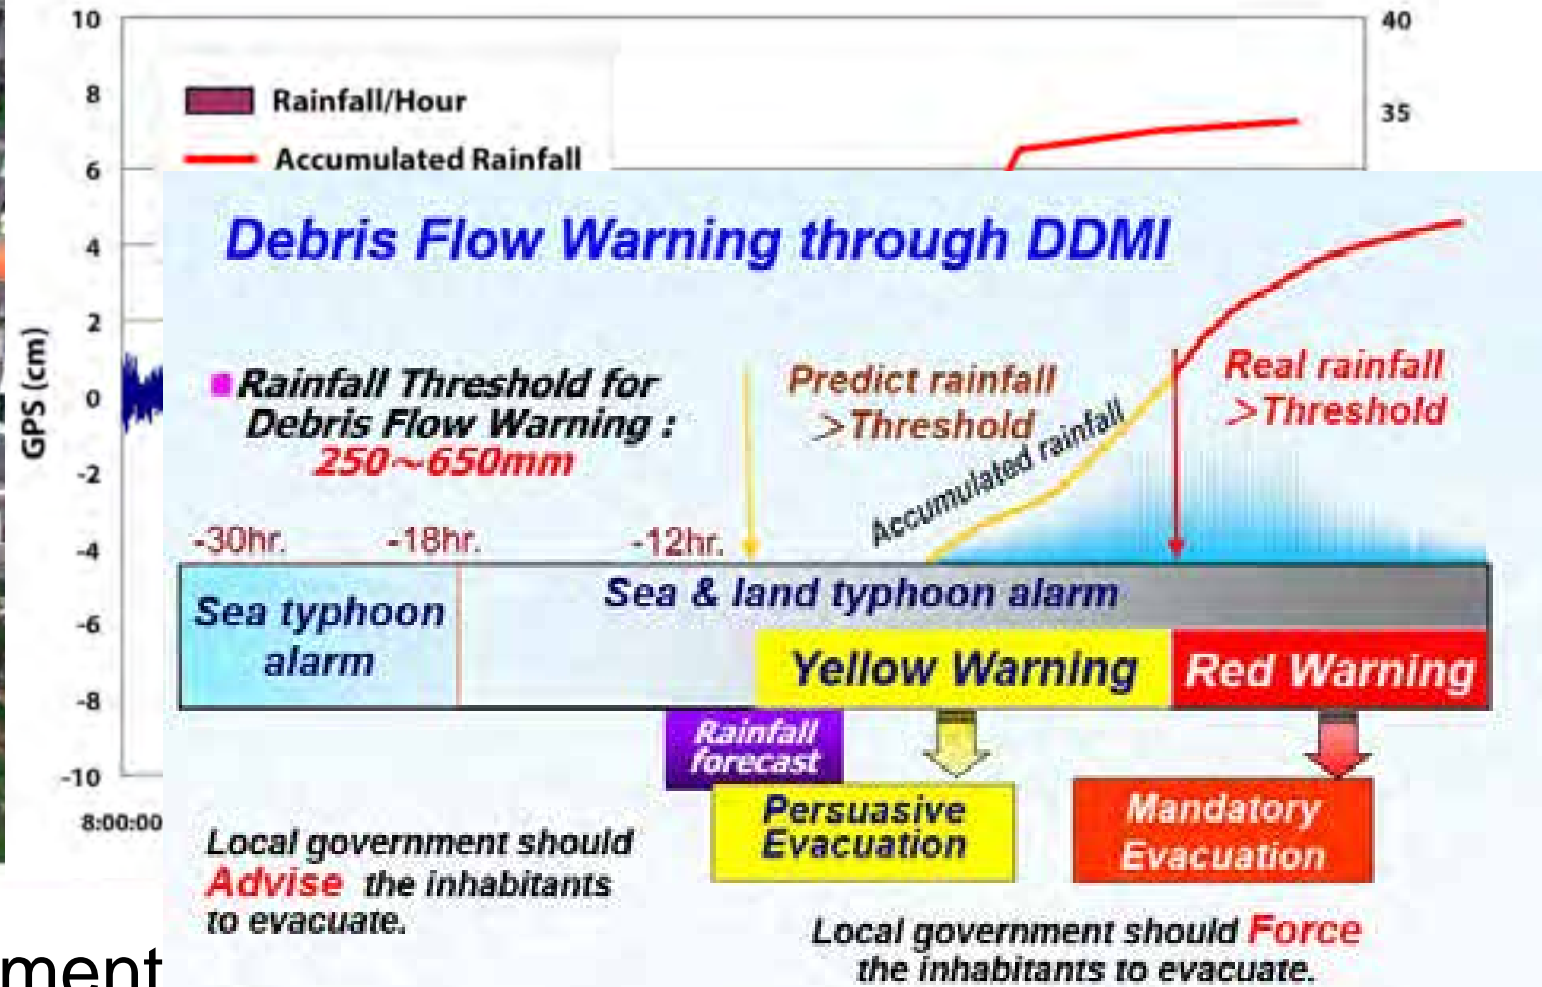 10
8
6
4
2
0
-2
-4
-6
-8
-10
GPS (cm)
8:00:00
40
35
Rainfall/Hour
Accumulated Rainfall
Debris Flow Warning through DDMI
Rainfall Threshold for
Debris Flow Warning :
250~650mm
Predict rainfall
>Threshold
Accumulated rainfall
Real rainfall
>Threshold
-30hr.
-18hr.
-12hr.
Sea typhoon
alarm
Sea & land typhoon alarm
Yellow Warning
Red Warning
Rainfall
forecast
Persuasive
Evacuation
Mandatory
Evacuation
Local government should
Advise the inhabitants
to evacuate.
Local government should Force
the inhabitants to evacuate.
ment